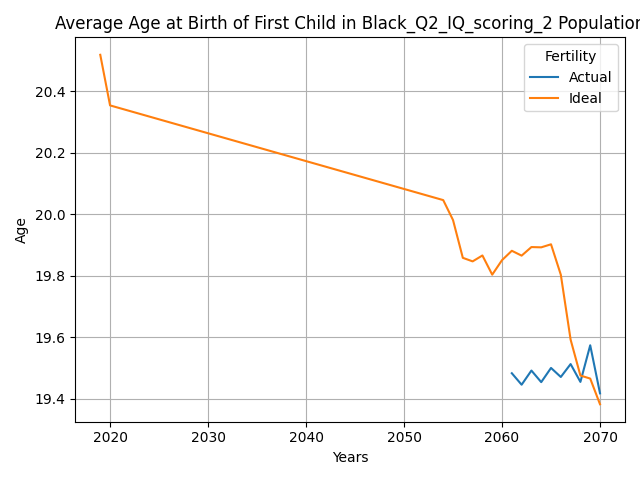 Average Age at Birth of First Child in Black_Q2_IQ_scoring_2 Population
Fertility
Actual
Ideal
20.4
20.2
20.0
19.8
19.6
19.4
Age
2020 2030 2040 2050 2060 2070
Years